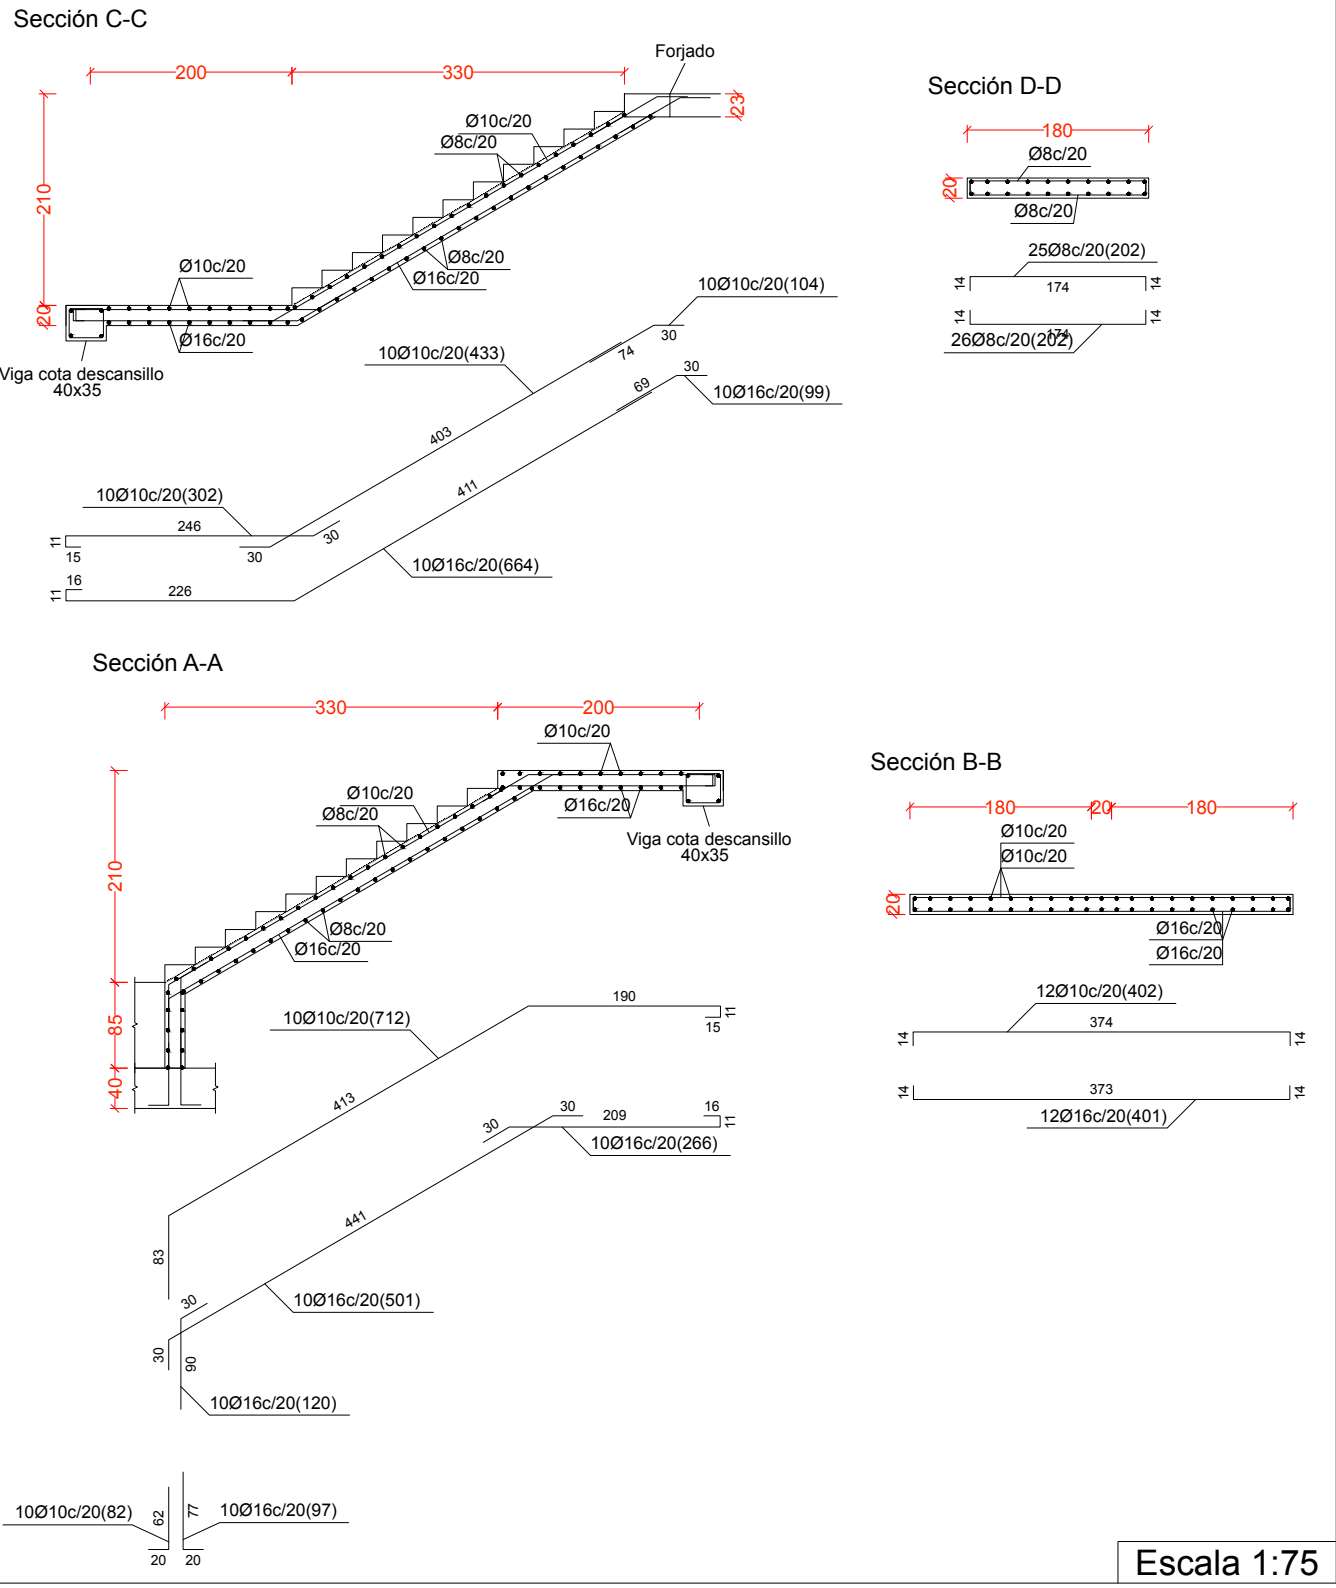 Sección C-C
200
330
Forjado
23
210
20
Ø10c/20
Ø8c/20
Ø8c/20
Ø16c/20
Ø10c/20
Ø16c/20
Viga cota descansillo
40x35
10Ø10c/20(104)
30
74
10Ø10c/20(433)
30
69
10Ø16c/20(99)
403
411
10Ø10c/20(302)
246
11
15
30
30
16
11
226
10Ø16c/20(664)
Sección D-D
180
Ø8c/20
20
Ø8c/20
25Ø8c/20(202)
14
174
14
14
174
14
26Ø8c/20(202)
Sección A-A
330
200
Ø10c/20
Ø10c/20
Ø8c/20
Ø16c/20
Viga cota descansillo
40x35
210
Ø8c/20
Ø16c/20
85
40
190
11
15
10Ø10c/20(712)
413
30
209
16
11
30
10Ø16c/20(266)
441
83
10Ø16c/20(501)
30
30
90
10Ø16c/20(120)
10Ø10c/20(82)
62
77
10Ø16c/20(97)
20
20
Sección B-B
180
20
180
Ø10c/20
Ø10c/20
20
Ø16c/20
Ø16c/20
12Ø10c/20(402)
14
374
14
14
373
14
12Ø16c/20(401)
Escala 1:75